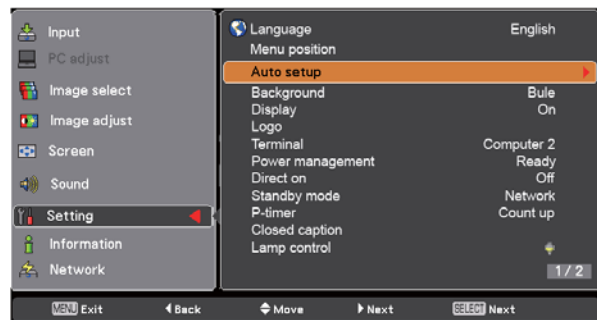 Input
PC adjust
Image select
Image adjust
Screen
Sound
Setting
Information
Network
Language English
Menu position
Auto setup
Background Bule
Display On
Logo
Terminal Computer 2
Power management Ready
Direct on Off
Standby mode Network
P-timer Count up
Closed caption
Lamp control
1 / 2
MENU Exit Back Move Next SELECT Next